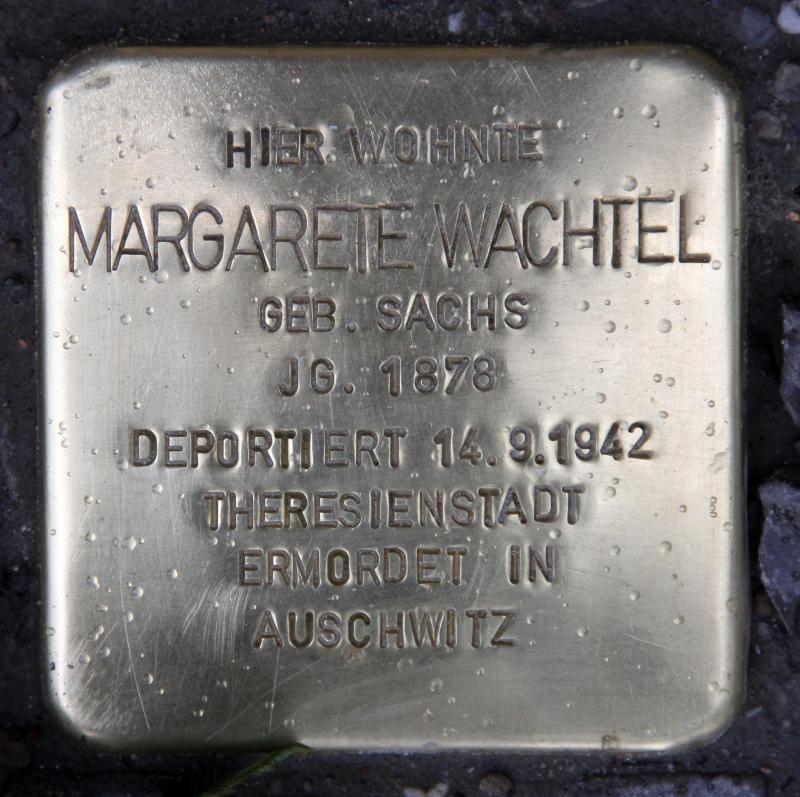 HIER WOHNTE
MARGARETE WACHTEL
GEB. SACHS
JG. 1878
DEPORTIERT 14.9.1942
THERESIENSTADT
ERMORDET IN
AUSCHWITZ